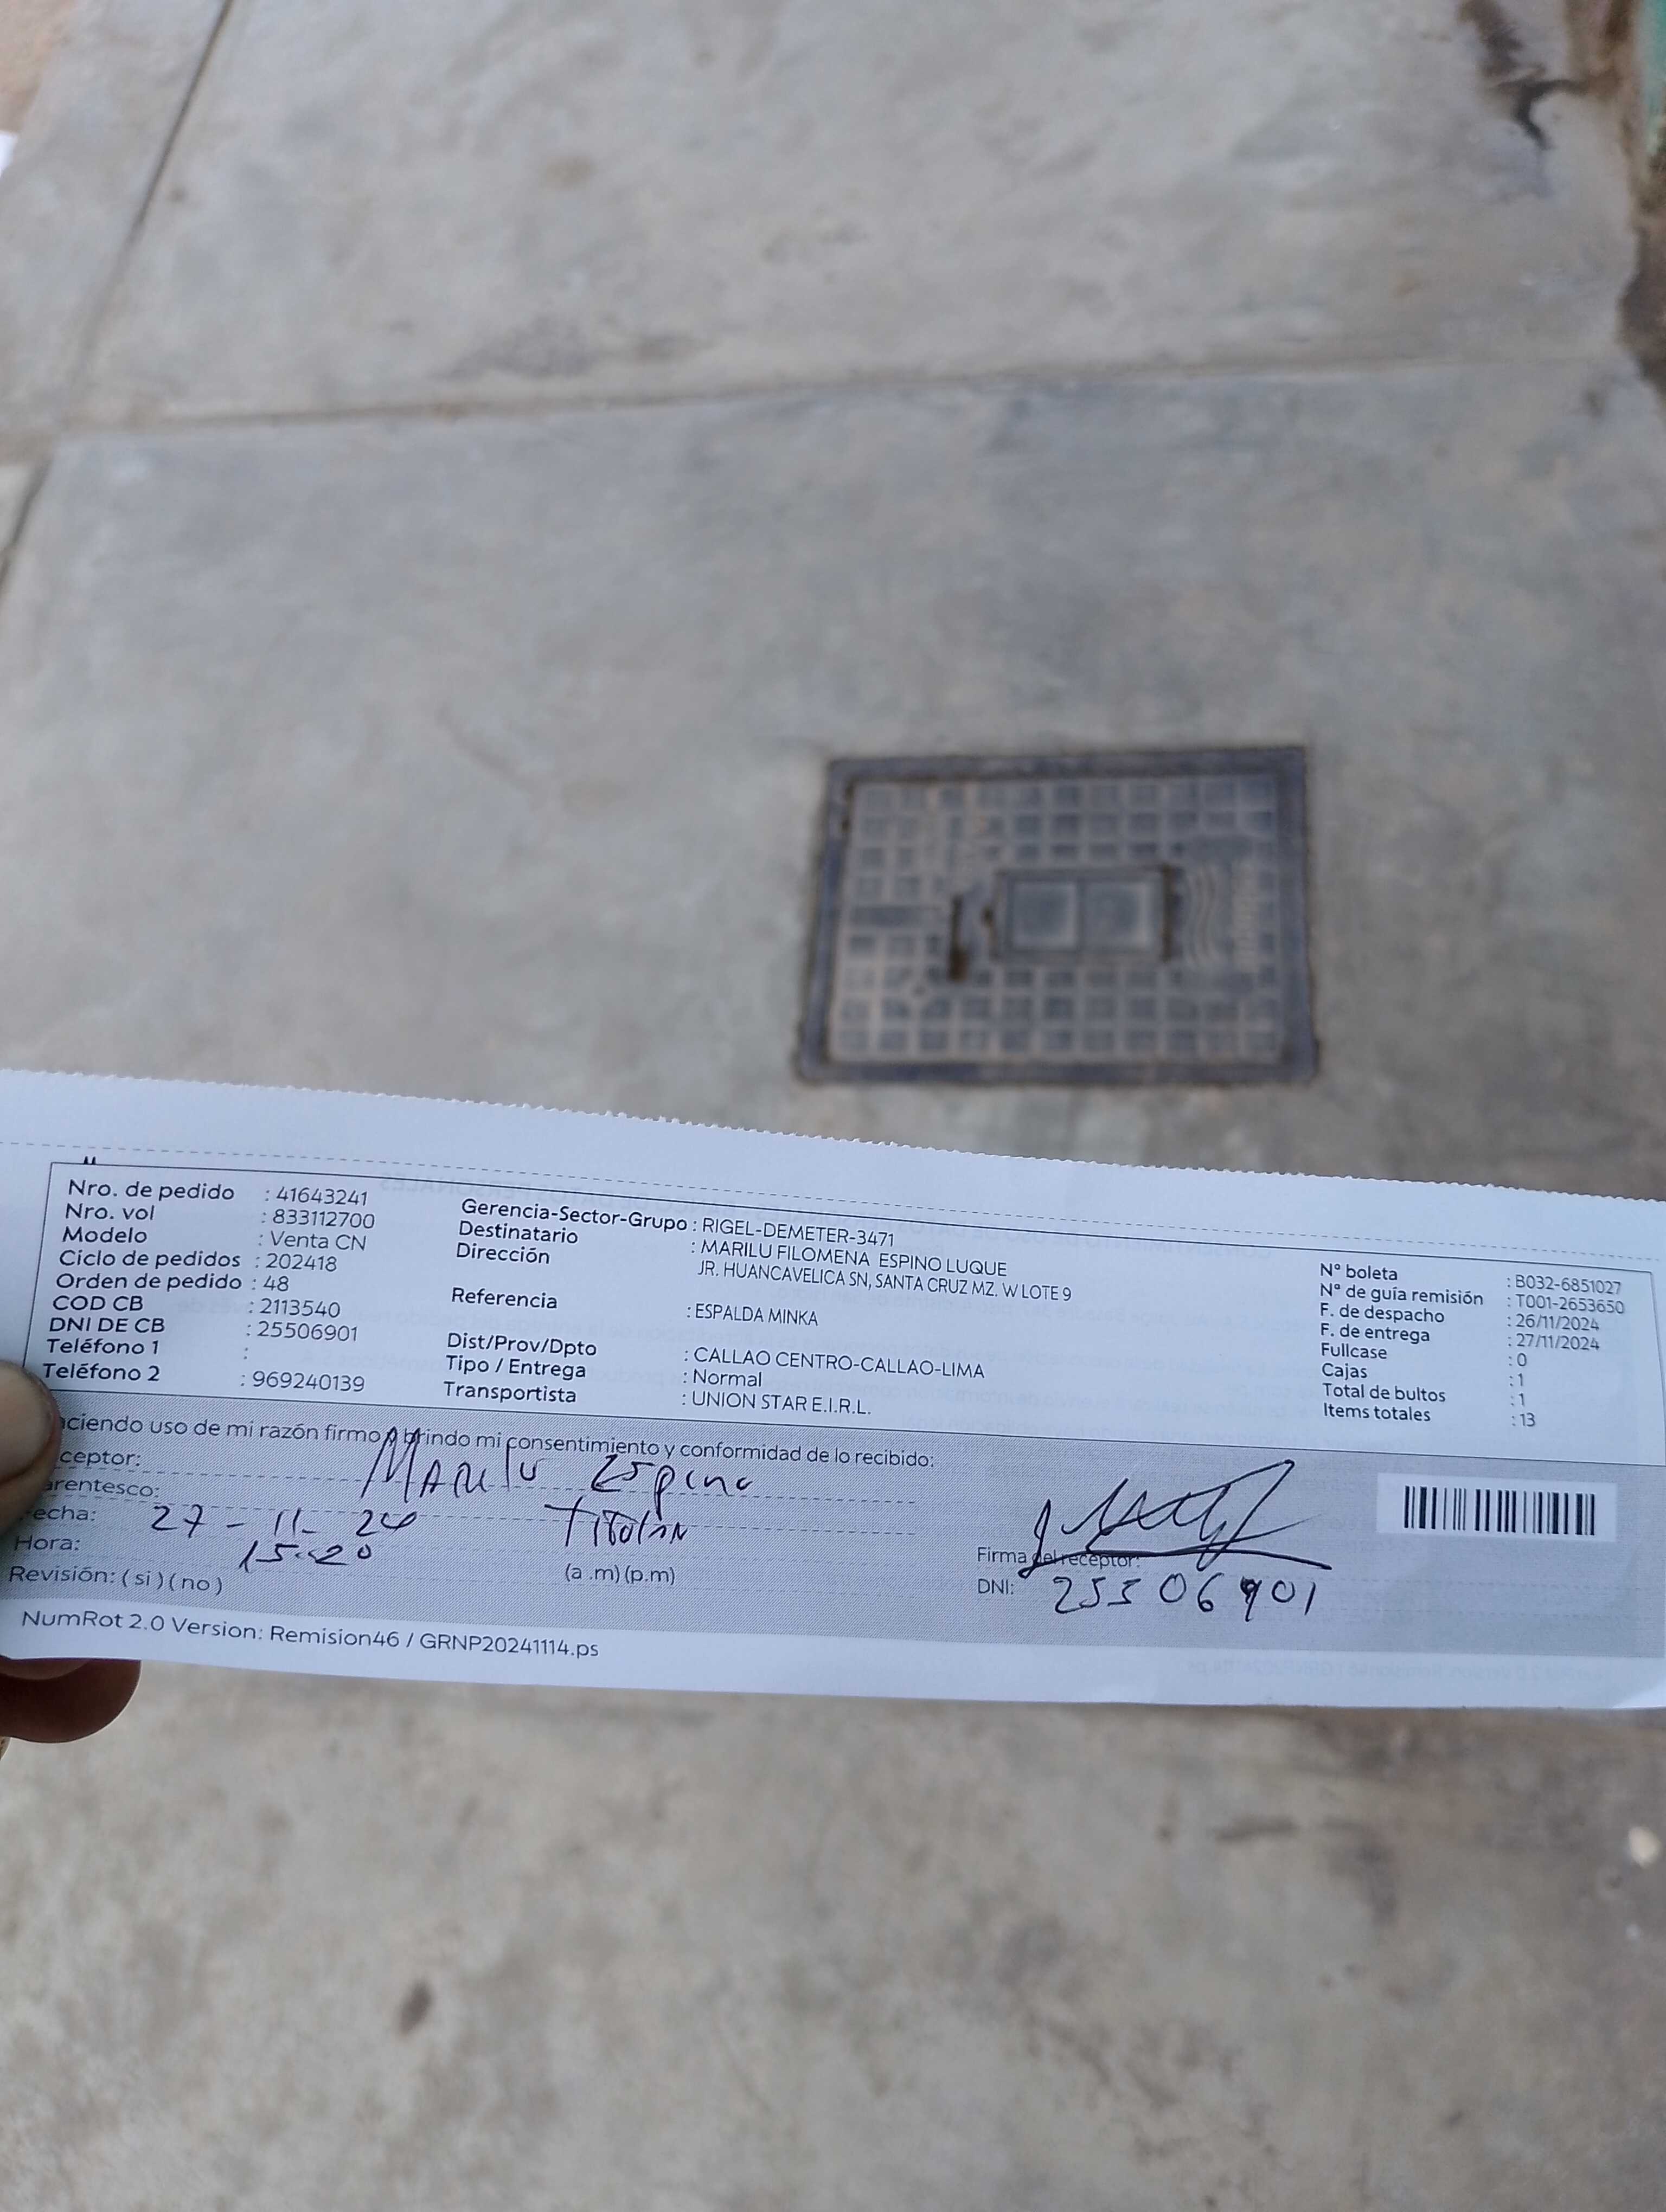 Nro. de pedido : 41643241
Nro. vol : 833112700
Modelo : Venta CN
Ciclo de pedidos : 202418
Orden de pedido : 48
COD CB : 2113540
DNI DE CB : 25506901
Teléfono 1 :
Teléfono 2 : 969240139
Gerencia-Sector-Grupo : RIGEL-DEMETER-3471
Destinatario : MARILU FILOMENA ESPINO LUQUE
Dirección JR. HUANCAVELICA SN, SANTA CRUZ MZ. W LOTE 9
Referencia : ESPALDA MINKA
Dist/Prov/Dpto : CALLAO CENTRO-CALLAO-LIMA
Tipo / Entrega : Normal
Transportista : UNION STAR E.I.R.L.
N° boleta : B032-6851027
N° de guía remisión : T001-2653650
F. de despacho : 26/11/2024
F. de entrega : 27/11/2024
Fullcase : 0
Cajas : 1
Total de bultos : 1
Items totales : 13
aciendo uso de mi razón firmo y brindo mi consentimiento y conformidad de lo recibido:
ceptor: Marilu Espino
arentesco: Titular
echa: 27-11-24
Hora: 15:20 (a .m) (p.m)
Revisión: ( si ) ( no )
Firma del receptor:
DNI: 25506901
NumRot 2.0 Version: Remision46 / GRNP20241114.ps